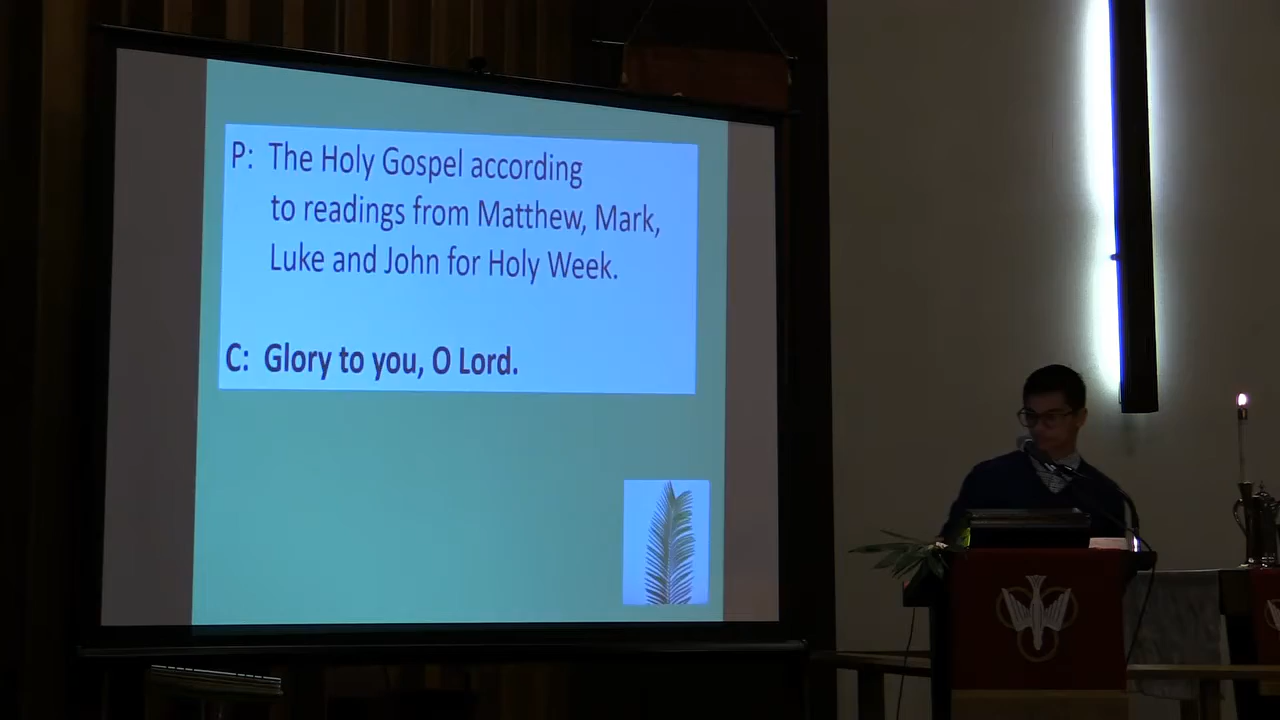 P: The Holy Gospel according
to readings from Matthew, Mark,
Luke and John for Holy Week.
C: Glory to you, O Lord.